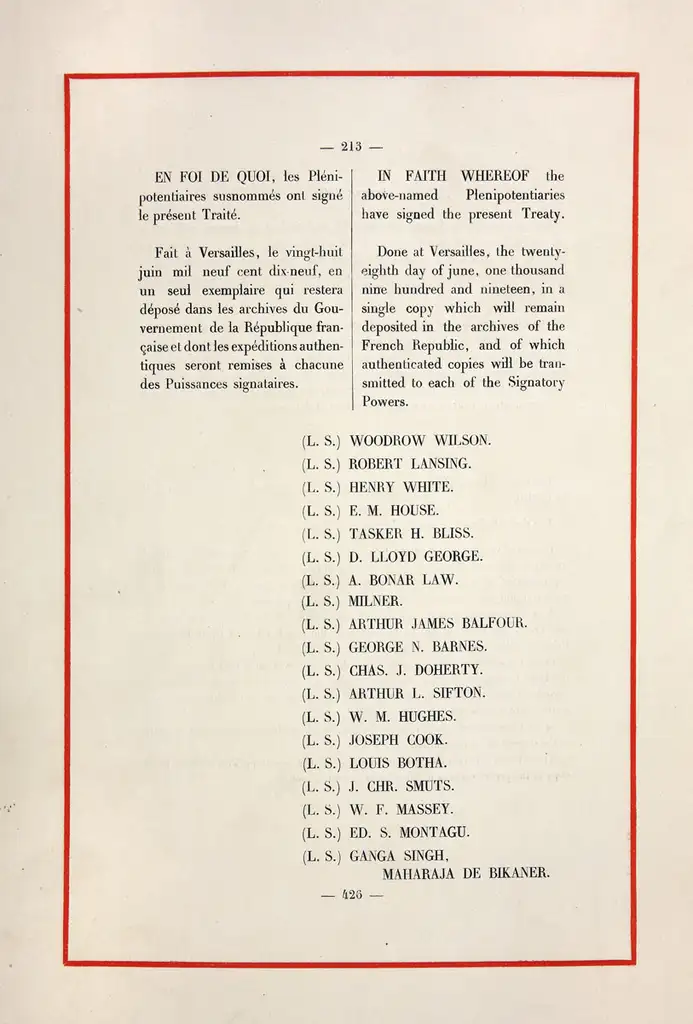 — 213 —
EN FOI DE QUOI, les Pléni-
potentiaires susnommés ont signé
le présent Traité.
Fait à Versailles, le vingt-huit
juin mil neuf cent dix-neuf, en
un seul exemplaire qui restera
déposé dans les archives du Gou-
vernement de la République fran-
çaise et dont les expéditions authen-
tiques seront remises à chacune
des Puissances signataires.
IN FAITH WHEREOF the
above-named Plenipotentiaries
have signed the present Treaty.
Done at Versailles, the twenty-
eighth day of june, one thousand
nine hundred and nineteen, in a
single copy which will remain
deposited in the archives of the
French Republic, and of which
authenticated copies will be tran-
smitted to each of the Signatory
Powers.
(L. S.) WOODROW WILSON.
(L. S.) ROBERT LANSING.
(L. S.) HENRY WHITE.
(L. S.) E. M. HOUSE.
(L. S.) TASKER H. BLISS.
(L. S.) D. LLOYD GEORGE.
(L. S.) A. BONAR LAW.
(L. S.) MILNER.
(L. S.) ARTHUR JAMES BALFOUR.
(L. S.) GEORGE N. BARNES.
(L. S.) CHAS. J. DOHERTY.
(L. S.) ARTHUR L. SIFTON.
(L. S.) W. M. HUGHES.
(L. S.) JOSEPH COOK.
(L. S.) LOUIS BOTHA.
(L. S.) J. CHR. SMUTS.
(L. S.) W. F. MASSEY.
(L. S.) ED. S. MONTAGU.
(L. S.) GANGA SINGH,
MAHARAJA DE BIKANER.
— 426 —